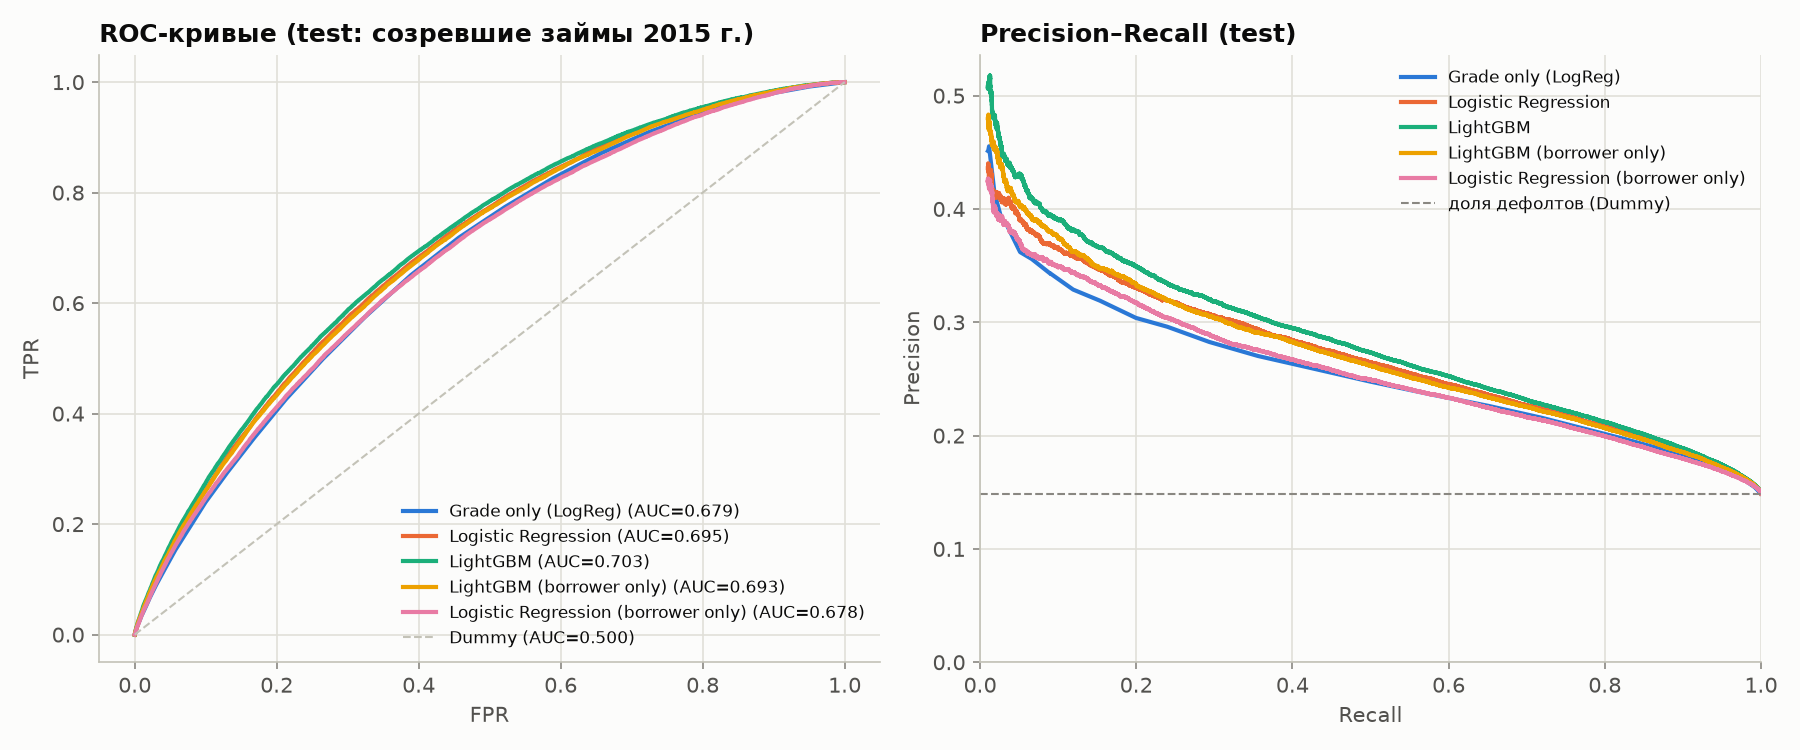 ROC-кривые (test: созревшие займы 2015 г.)
TPR
1.0
0.8
0.6
0.4
0.2
0.0
Grade only (LogReg) (AUC=0.679)
Logistic Regression (AUC=0.695)
LightGBM (AUC=0.703)
LightGBM (borrower only) (AUC=0.693)
Logistic Regression (borrower only) (AUC=0.678)
Dummy (AUC=0.500)
0.0 0.2 0.4 0.6 0.8 1.0
FPR
Precision–Recall (test)
Precision
0.5
0.4
0.3
0.2
0.1
0.0
Grade only (LogReg)
Logistic Regression
LightGBM
LightGBM (borrower only)
Logistic Regression (borrower only)
доля дефолтов (Dummy)
0.0 0.2 0.4 0.6 0.8 1.0
Recall